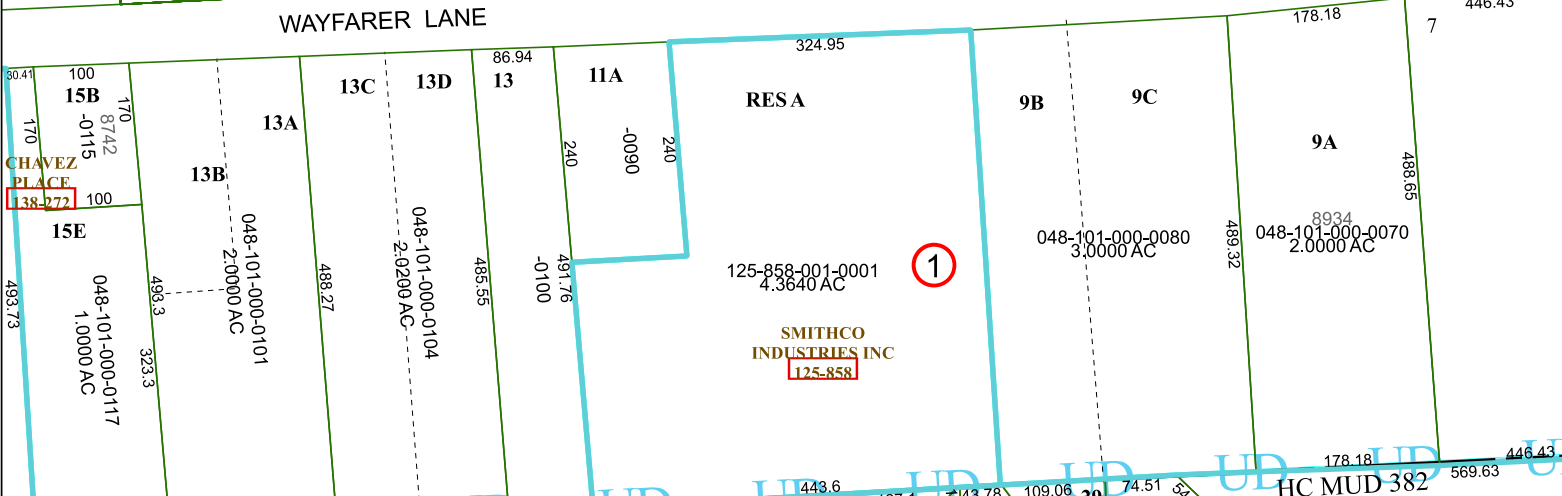 WAYFARER LANE
178.18
446.43
7
30.41
100
86.94
324.95
15B
13C
13D
13
11A
RES A
9B
9C
170
-0115
8742
170
13A
240
-0090
240
9A
488.65
CHAVEZ
PLACE
138-272
100
13B
15E
048-101-000-0101
2.0000 AC
048-101-000-0104
2.0200 AC
8934
048-101-000-0070
2.0000 AC
048-101-000-0080
3.0000 AC
489.32
493.73
048-101-000-0117
1.0000 AC
493.3
323.3
488.27
485.55
-0100
491.76
125-858-001-0001
4.3640 AC
1
SMITHCO
INDUSTRIES INC
125-858
178.18
446.43
569.63
HC MUD 382
443.6
109.06
74.51
UD
UD
UD
UD